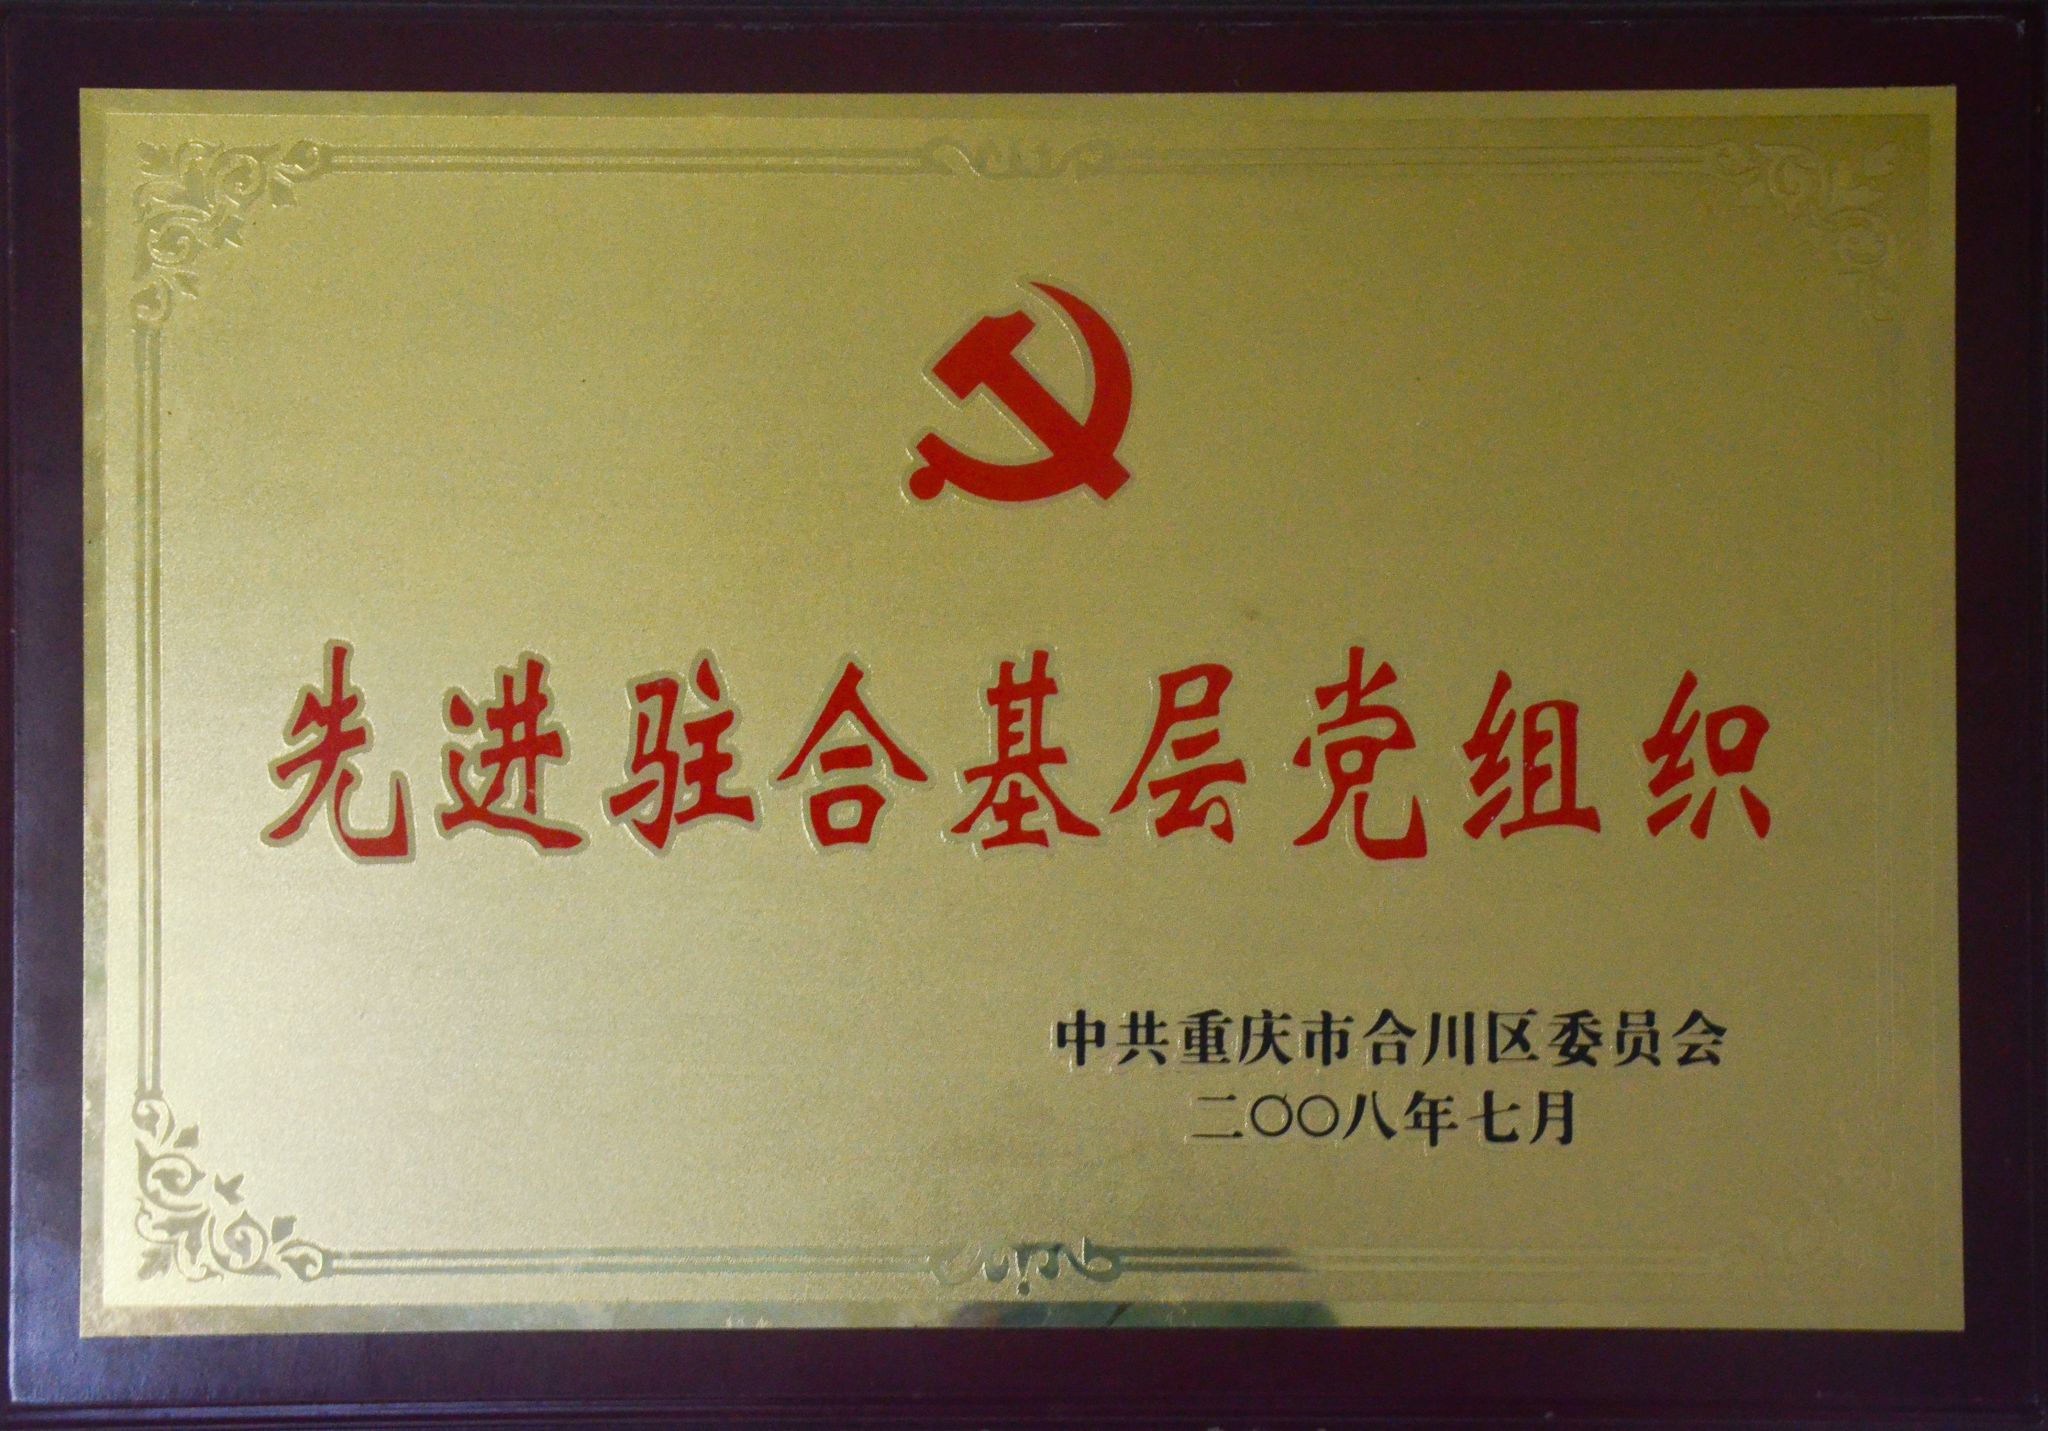 先进驻合基层党组织
中共重庆市合川区委员会
二〇〇八年七月